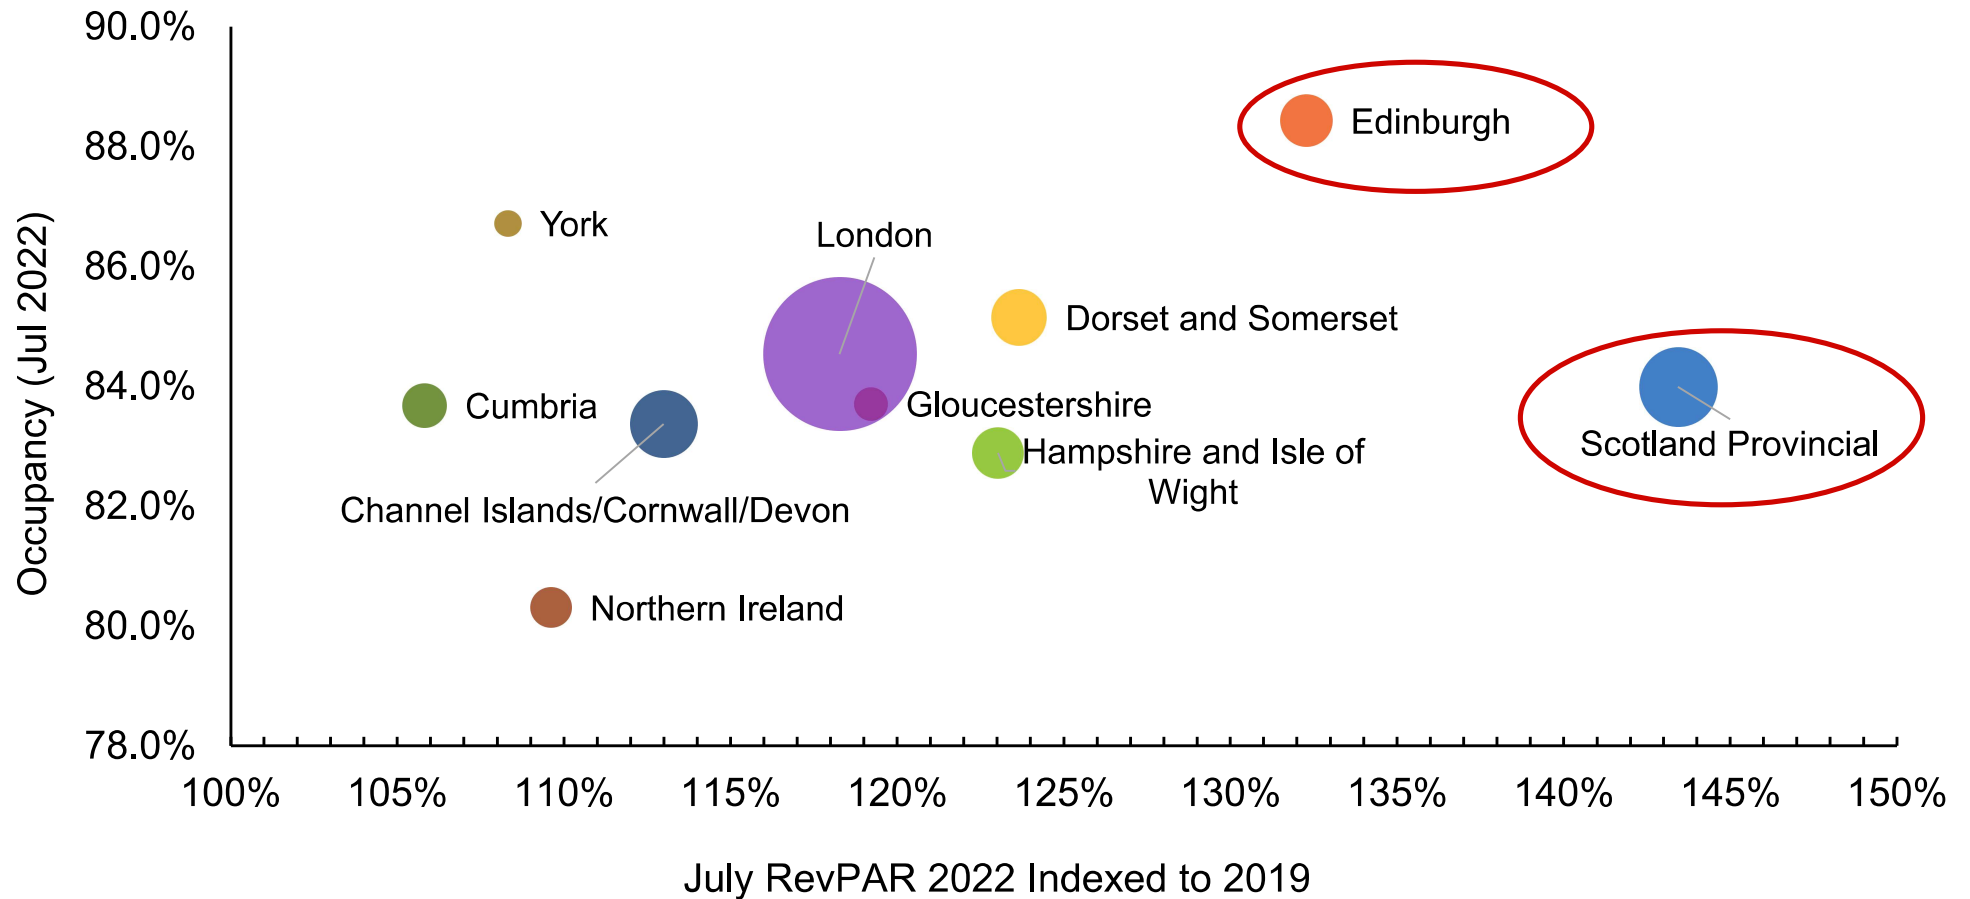 90.0%
88.0%
86.0%
84.0%
82.0%
80.0%
78.0%
Occupancy (Jul 2022)
Edinburgh
York
London
Dorset and Somerset
Cumbria
Gloucestershire
Scotland Provincial
Hampshire and Isle of
Wight
Channel Islands/Cornwall/Devon
Northern Ireland
100% 105% 110% 115% 120% 125% 130% 135% 140% 145% 150%
July RevPAR 2022 Indexed to 2019